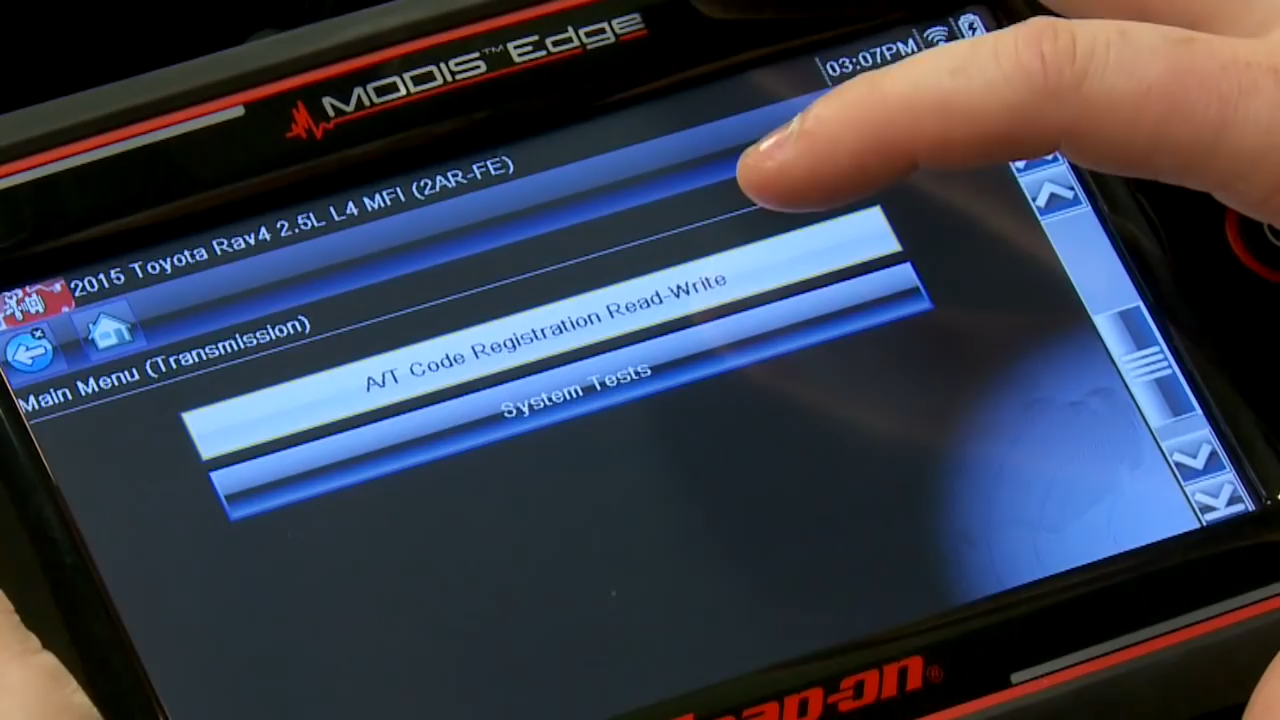 MODIS™ Edge
03:07PM
2015 Toyota Rav4 2.5L L4 MFI (2AR-FE)
Main Menu (Transmission)
A/T Code Registration Read-Write
System Tests
Snap-on®